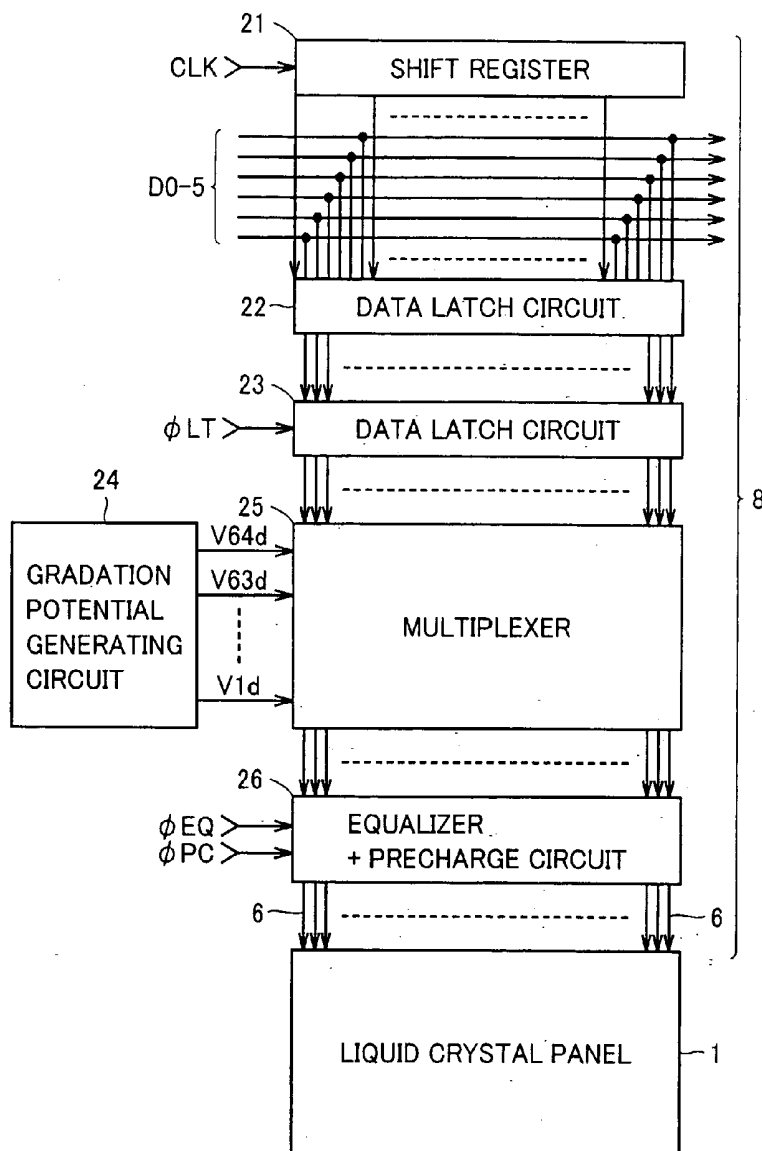 21
CLK
SHIFT REGISTER
D0-5
22
DATA LATCH CIRCUIT
23
φLT
DATA LATCH CIRCUIT
8
24
25
GRADATION
POTENTIAL
GENERATING
CIRCUIT
V64d
V63d
V1d
MULTIPLEXER
26
φEQ
φPC
EQUALIZER
+ PRECHARGE CIRCUIT
6
6
LIQUID CRYSTAL PANEL
1